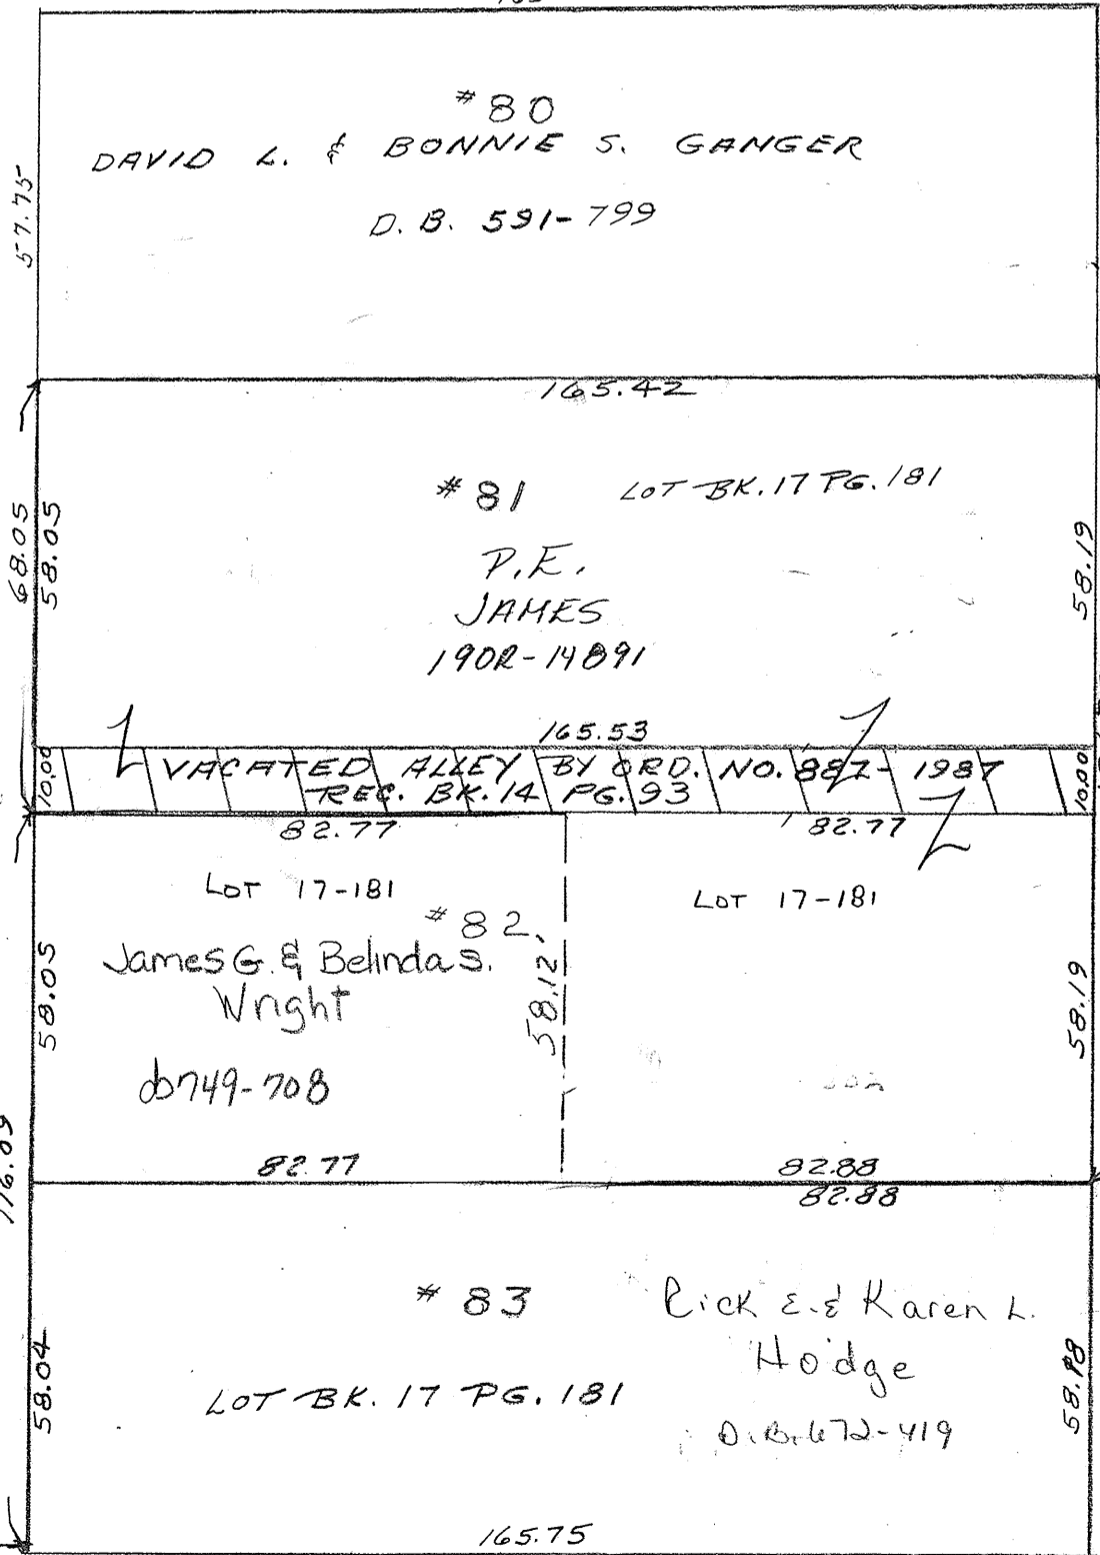 #80
DAVID L. & BONNIE S. GANGER
D. B. 591-799
57.75
165.42
#81 LOT BK. 17 PG. 181
P.E.
JAMES
190R-14891
68.05
58.05
58.19
165.53
10.00
VACATED ALLEY BY ORD. NO. 887-1987
REC. BK. 14 PG. 93
10.00
82.77
82.77
LOT 17-181
LOT 17-181
#82
James G. & Belinda S.
Wright
db749-708
58.05
58.12
58.19
82.77
82.88
82.88
116.09
#83
Rick E. & Karen L.
Hodge
LOT BK. 17 PG. 181
D.B. 672-419
58.04
165.75